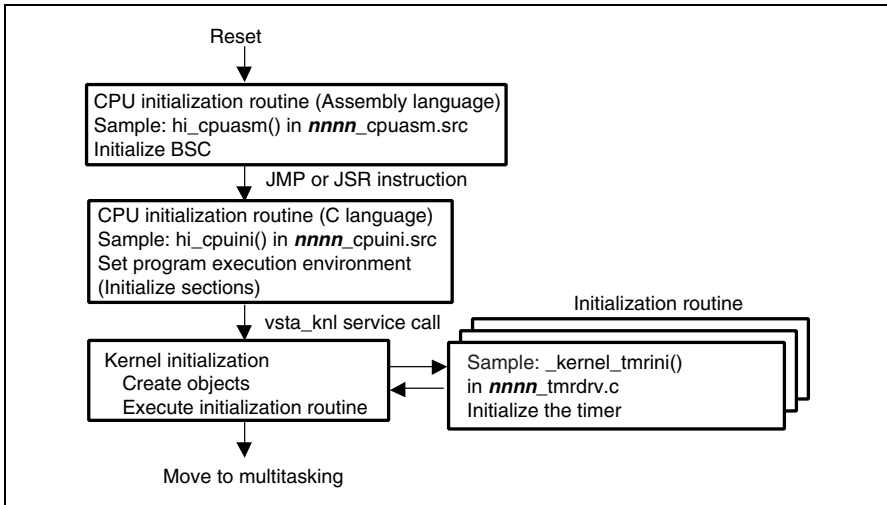 Reset
CPU initialization routine (Assembly language)
Sample: hi_cpuasm() in nnnn_cpuasm.src
Initialize BSC
JMP or JSR instruction
CPU initialization routine (C language)
Sample: hi_cpuini() in nnnn_cpuini.src
Set program execution environment
(Initialize sections)
vsta_knl service call
Initialization routine
Kernel initialization
Create objects
Execute initialization routine
Sample: _kernel_tmrini()
in nnnn_tmrdrv.c
Initialize the timer
Move to multitasking